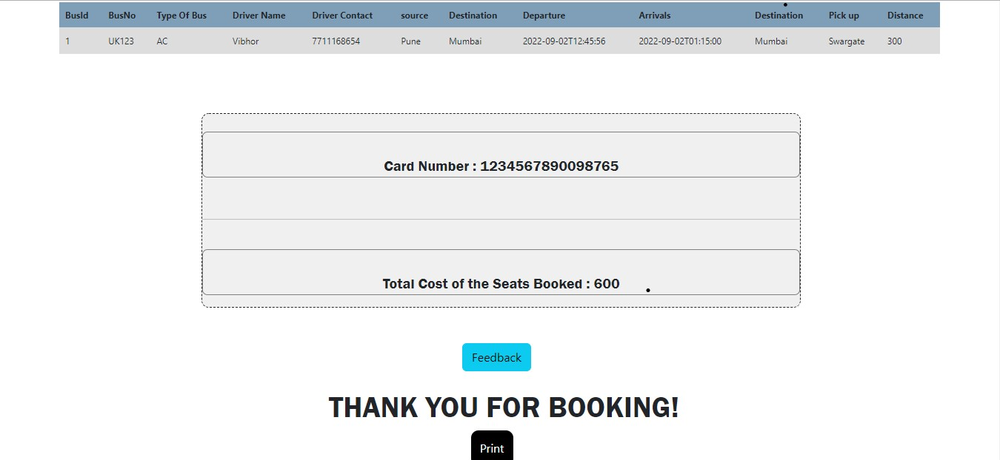 BusId BusNo Type Of Bus Driver Name Driver Contact source Destination Departure Arrivals Destination Pick up Distance
1 UK123 AC Vibhor 7711168654 Pune Mumbai 2022-09-02T12:45:56 2022-09-02T01:15:00 Mumbai Swargate 300
Card Number : 1234567890098765
Total Cost of the Seats Booked : 600
Feedback
THANK YOU FOR BOOKING!
Print